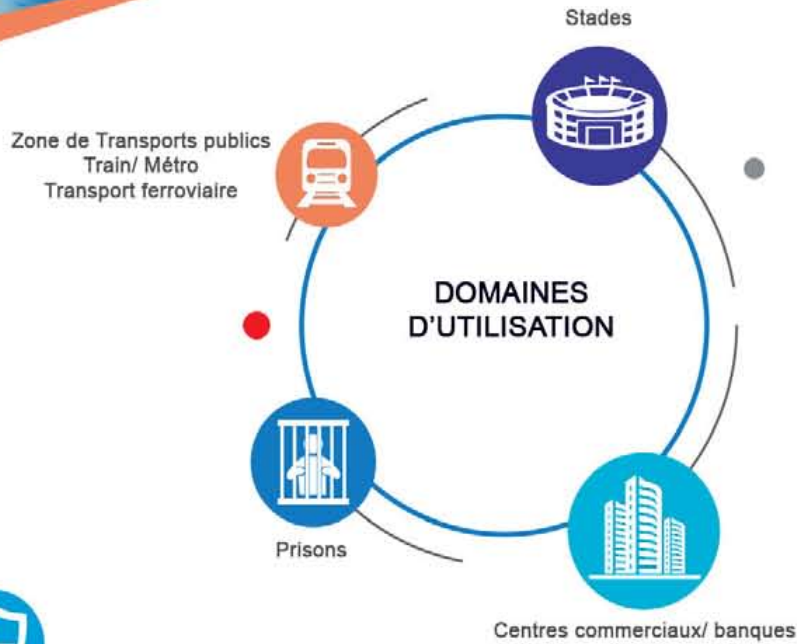 Stades
Zone de Transports publics
Train/ Métro
Transport ferroviaire
DOMAINES
D'UTILISATION
Prisons
Centres commerciaux/ banques